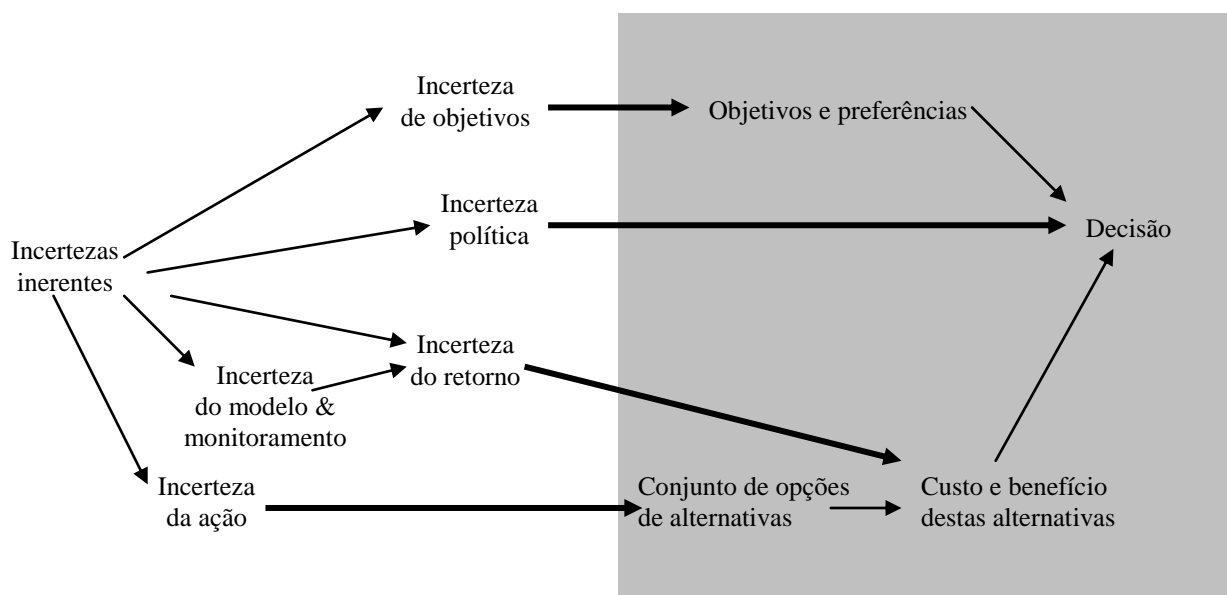 Incerteza
de objetivos
Objetivos e preferências
Incerteza
política
Decisão
Incertezas
inerentes
Incerteza
do retorno
Incerteza
do modelo &
monitoramento
Incerteza
da ação
Conjunto de opções
de alternativas
Custo e benefício
destas alternativas